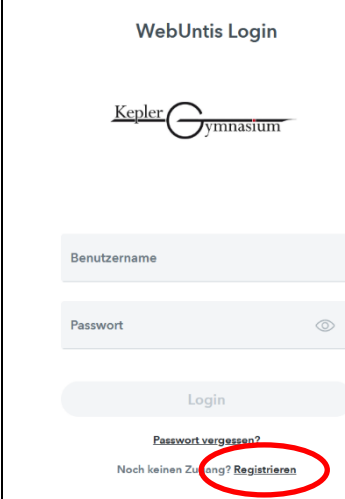 WebUntis Login
Kepler Gymnasium
Benutzername
Passwort
Login
Passwort vergessen?
Noch keinen Zugang? Registrieren